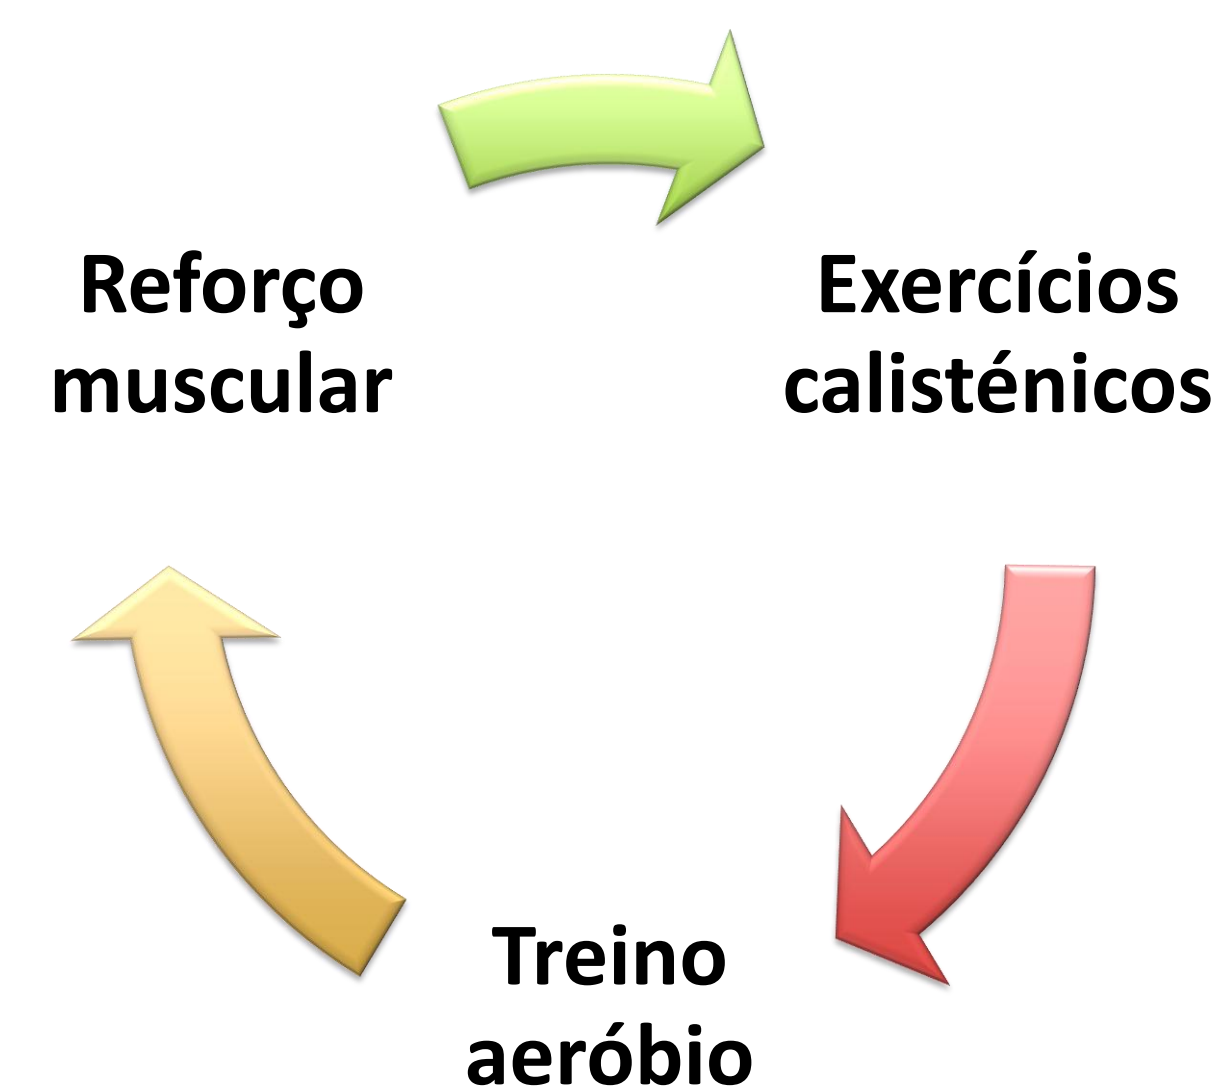 Reforço
muscular
Exercícios
calisténicos
Treino
aeróbio